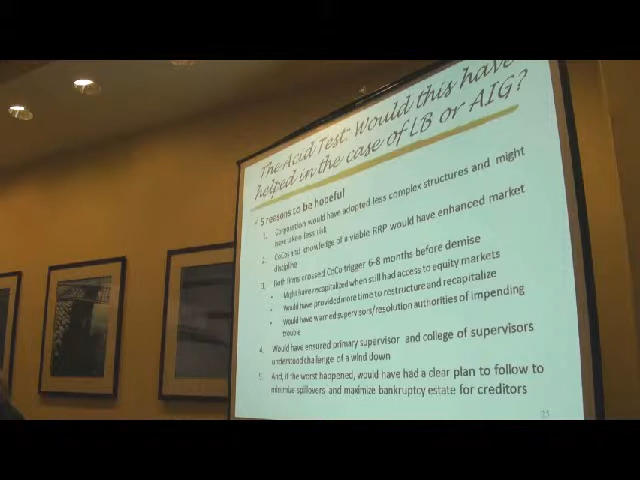 The Acid Test: Would this have
helped in the case of LB or AIG?
5 reasons to be hopeful
1. Corporation would have adopted less complex structures and might
have taken less risk
2. CoCos and knowledge of a viable RRP would have enhanced market
discipline
3. Both firms crossed CoCo trigger 6-8 months before demise
• Might have recapitalized when still had access to equity markets
• Would have provided more time to restructure and recapitalize
• Would have warned supervisors/resolution authorities of impending
trouble
4. Would have ensured primary supervisor and college of supervisors
understood challenge of a wind down
5. And, if the worst happened, would have had a clear plan to follow to
minimize spillovers and maximize bankruptcy estate for creditors